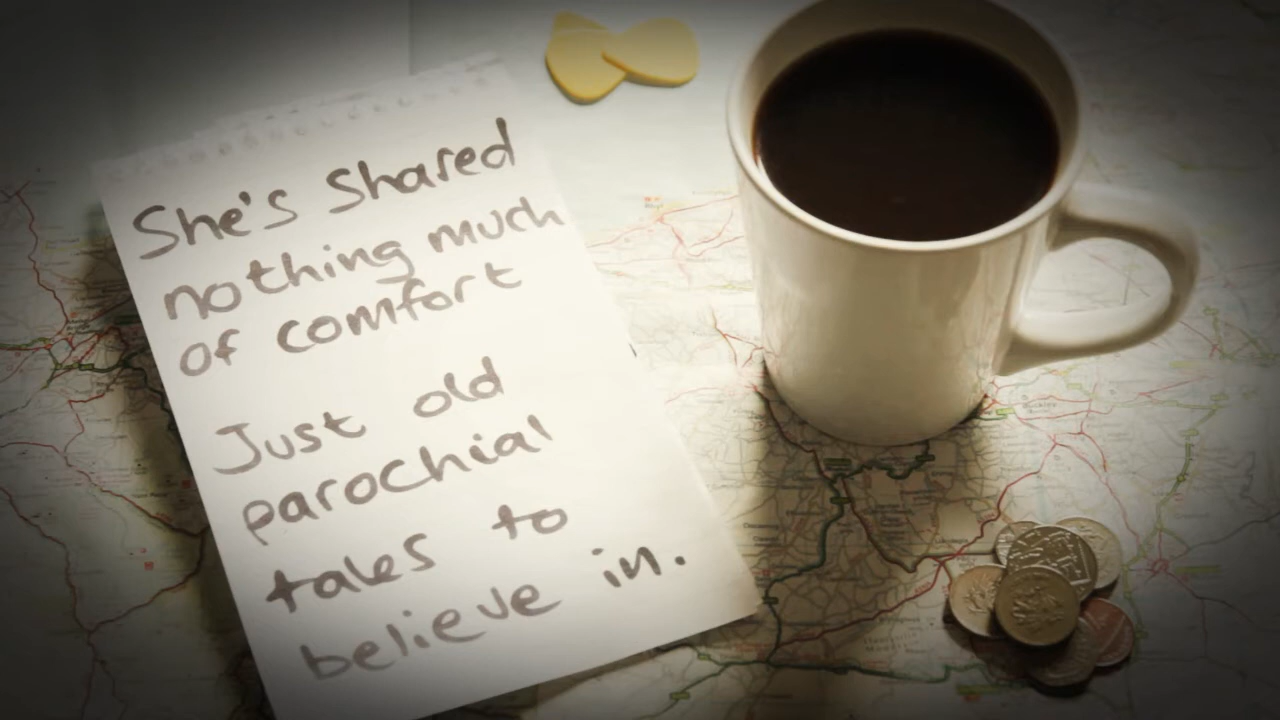 She's Shared
nothing much
of comfort
Just old
parochial
tales to
believe in.